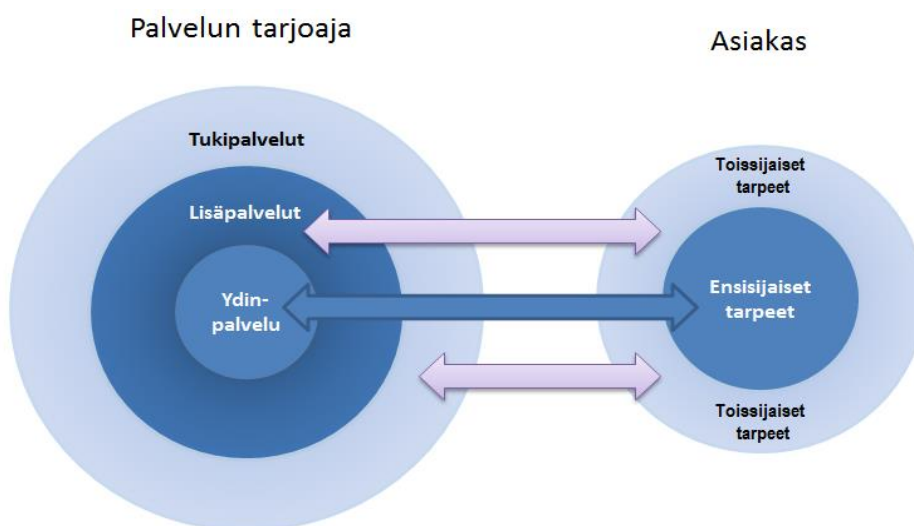 Palvelun tarjoaja
Asiakas
Tukipalvelut
Lisäpalvelut
Ydin-
palvelu
Toissijaiset
tarpeet
Ensisijaiset
tarpeet
Toissijaiset
tarpeet